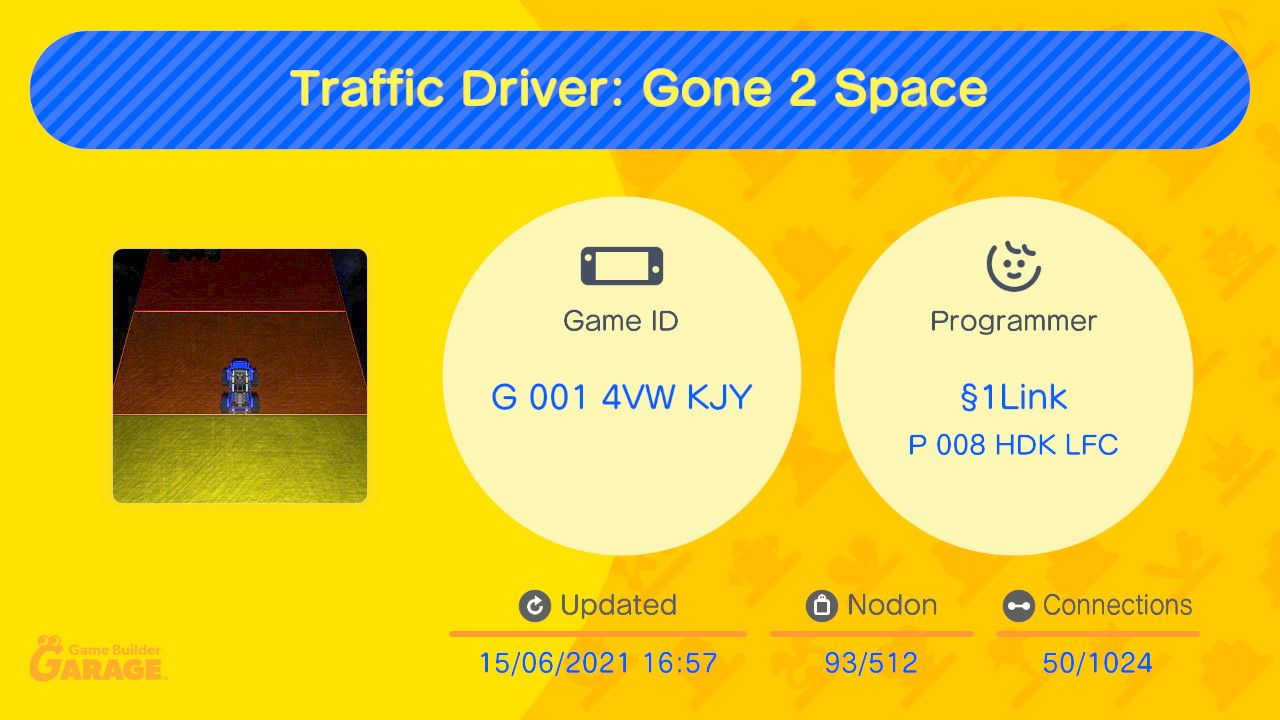 Traffic Driver: Gone 2 Space
Game ID
G 001 4VW KJY
Programmer
§1Link
P 008 HDK LFC
Updated
15/06/2021 16:57
Nodon
93/512
Connections
50/1024
Game Builder
GARAGE™